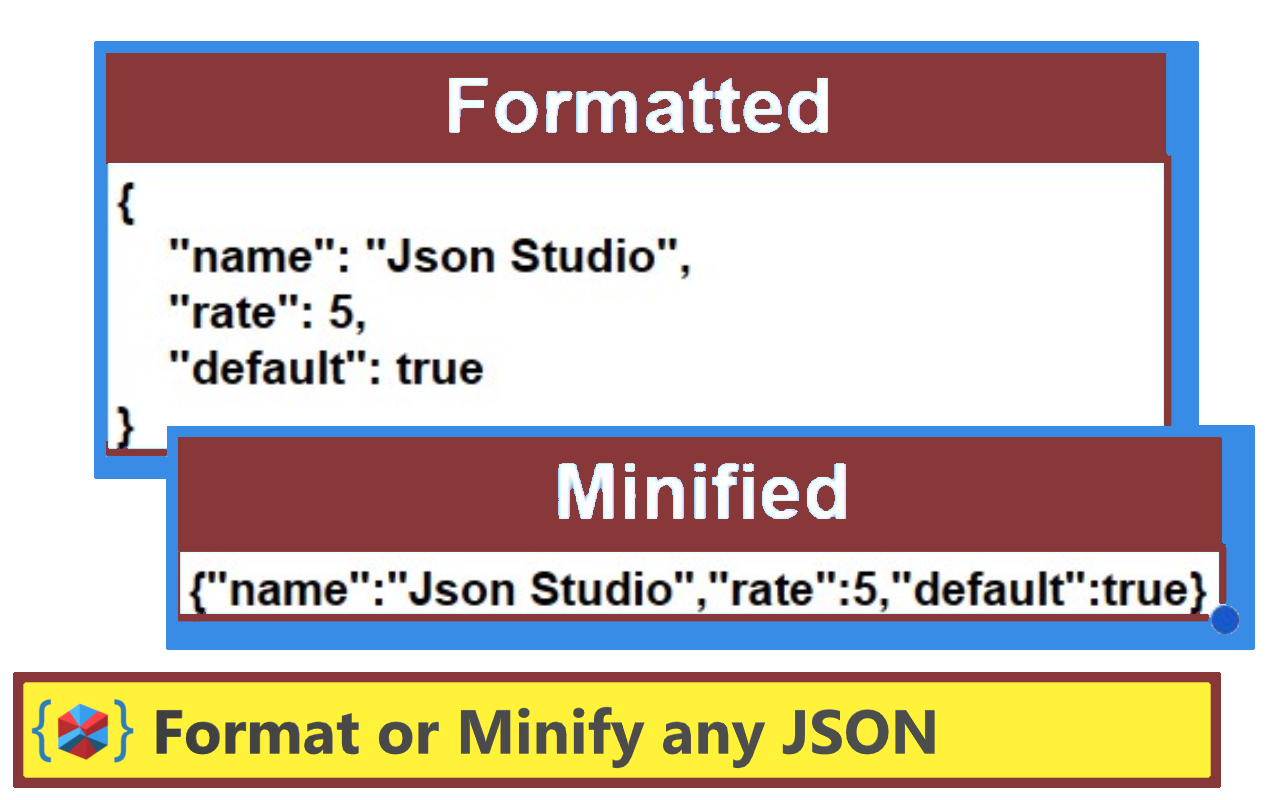 Formatted
{
"name": "Json Studio",
"rate": 5,
"default": true
}
Minified
{"name":"Json Studio","rate":5,"default":true}
{ } Format or Minify any JSON